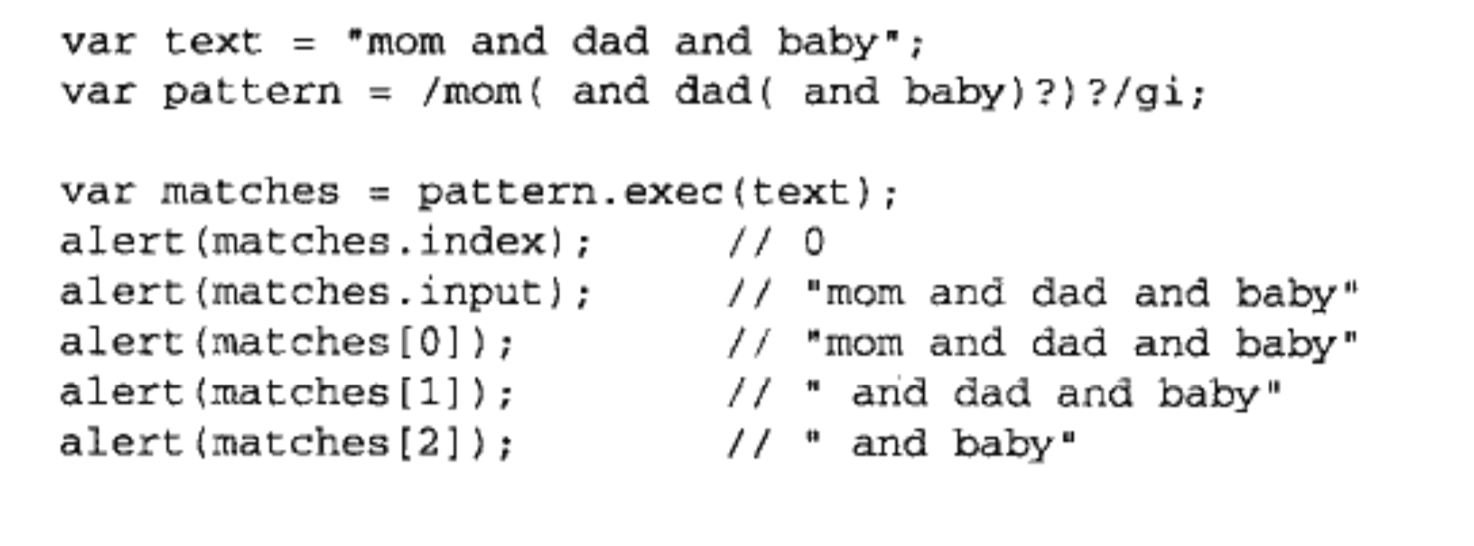 var text = "mom and dad and baby";
var pattern = /mom( and dad( and baby)?)?/gi;
var matches = pattern.exec(text);
alert(matches.index); // 0
alert(matches.input); // "mom and dad and baby"
alert(matches[0]); // "mom and dad and baby"
alert(matches[1]); // " and dad and baby"
alert(matches[2]); // " and baby"